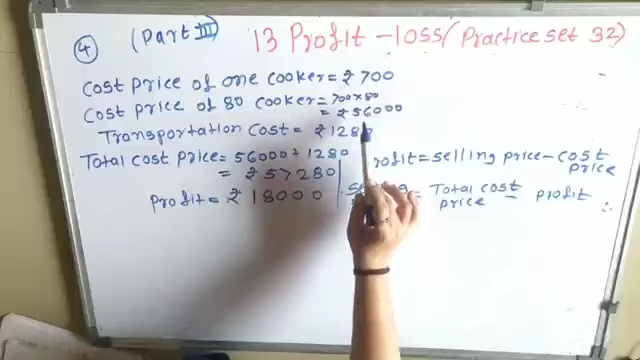 4 (Part III) 13 Profit - loss (Practice set 32)
Cost price of one cooker = ₹ 700
Cost price of 80 cooker = 700×80
= ₹ 56000
Transportation cost = ₹ 1280
Total cost price = 56000 + 1280
= ₹ 57280
Profit = ₹ 18000
Profit = selling price - cost price
= Total cost price - profit ∴